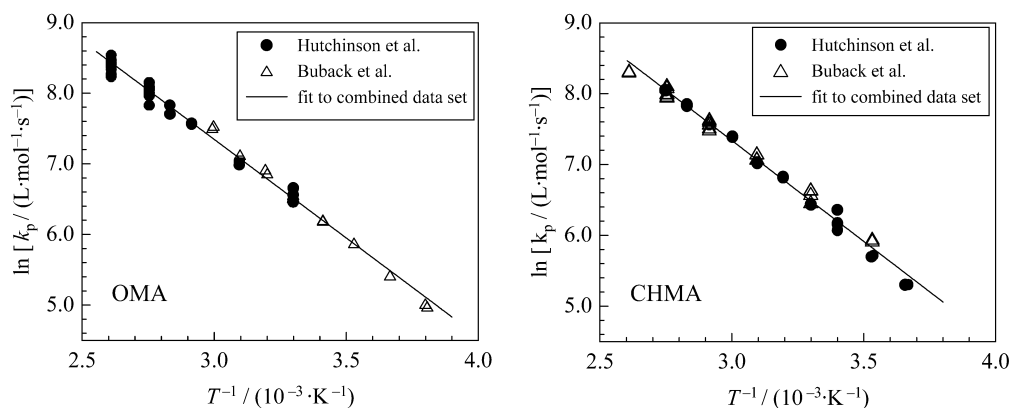 9.0
8.0
7.0
6.0
5.0
ln [ kₚ / (L·mol⁻¹·s⁻¹)]
Hutchinson et al.
Buback et al.
fit to combined data set
OMA
2.5 3.0 3.5 4.0
T⁻¹ / (10⁻³·K⁻¹)
9.0
8.0
7.0
6.0
5.0
ln [ kₚ / (L·mol⁻¹·s⁻¹)]
Hutchinson et al.
Buback et al.
fit to combined data set
CHMA
2.5 3.0 3.5 4.0
T⁻¹ / (10⁻³·K⁻¹)